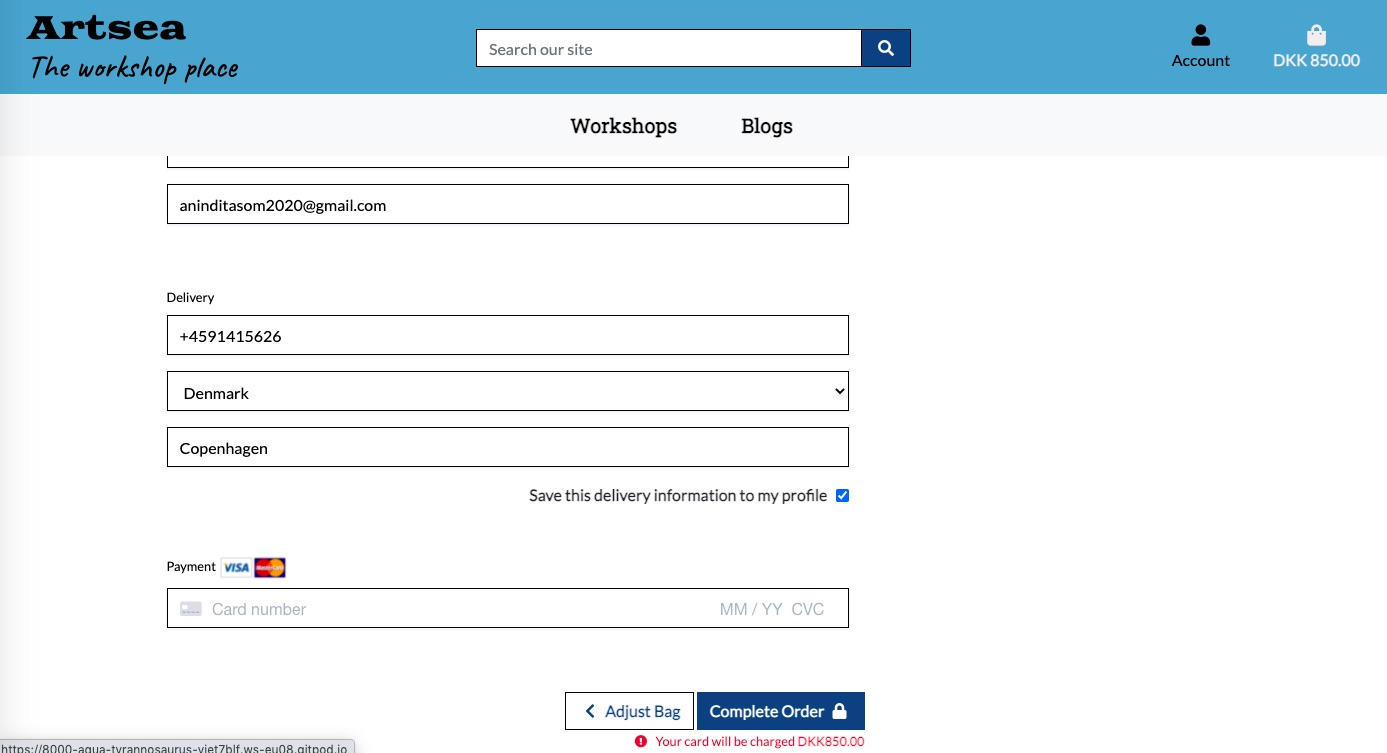 Artsea
The workshop place
Search our site
Account
DKK 850.00
Workshops
Blogs
aninditasom2020@gmail.com
Delivery
+4591415626
Denmark
Copenhagen
Save this delivery information to my profile
Payment VISA MasterCard
Card number MM / YY CVC
Adjust Bag
Complete Order
Your card will be charged DKK850.00
https://8000-aqua-tyrannosaurus-viet7blf.ws-eu08.gitpod.io